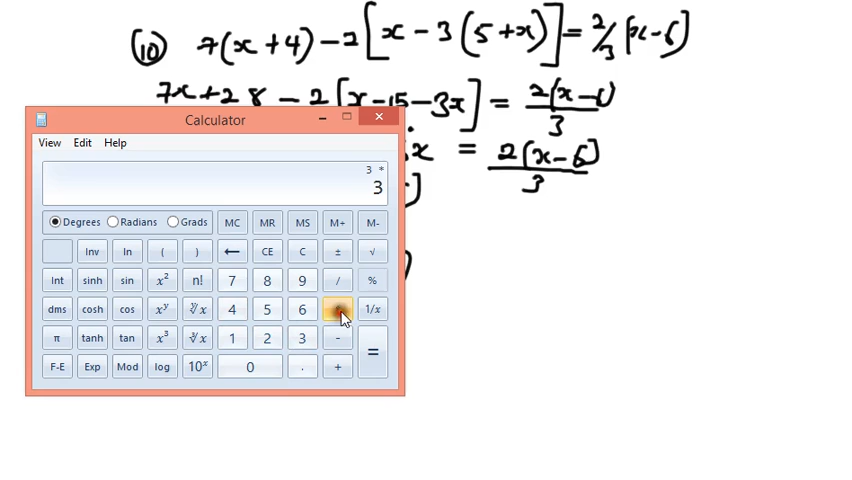 (10) 7(x+4) - 2[x - 3(5+x)] = 2/3 (x-6)
7x+28 - 2[x-15-3x] = 2(x-6)/3
x = 2(x-6)/3
Calculator
View Edit Help
3 *
3
Degrees Radians Grads MC MR MS M+ M-
Inv ln ( ) ← CE C ± √
Int sinh sin x² n! 7 8 9 / %
dms cosh cos xʸ ʸ√x 4 5 6 1/x
π tanh tan x³ ³√x 1 2 3 - =
F-E Exp Mod log 10ˣ 0 . +